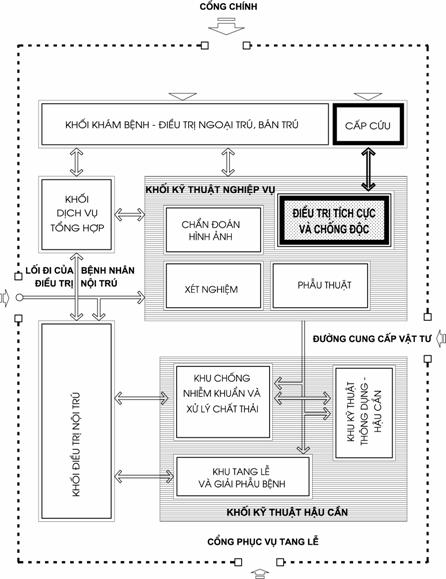 CỔNG CHÍNH
KHỐI KHÁM BỆNH - ĐIỀU TRỊ NGOẠI TRÚ, BÁN TRÚ
CẤP CỨU
KHỐI
DỊCH VỤ
TỔNG HỢP
KHỐI KỸ THUẬT NGHIỆP VỤ
CHẨN ĐOÁN
HÌNH ẢNH
ĐIỀU TRỊ TÍCH CỰC
VÀ CHỐNG ĐỘC
XÉT NGHIỆM
PHẪU THUẬT
LỐI ĐI CỦA BỆNH NHÂN
ĐIỀU TRỊ NỘI TRÚ
ĐƯỜNG CUNG CẤP VẬT TƯ
KHỐI ĐIỀU TRỊ NỘI TRÚ
KHU CHỐNG
NHIỄM KHUẨN VÀ
XỬ LÝ CHẤT THẢI
KHU KỸ THUẬT
THÔNG DỤNG -
HẬU CẦN
KHU TANG LỄ
VÀ GIẢI PHẪU BỆNH
KHỐI KỸ THUẬT HẬU CẦN
CỔNG PHỤC VỤ TANG LỄ